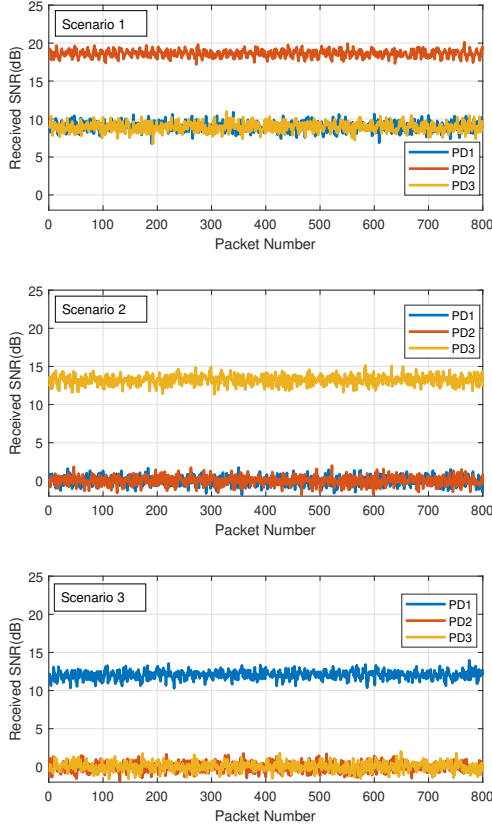 Scenario 1
25
20
15
10
5
0
Received SNR(dB)
PD1
PD2
PD3
0 100 200 300 400 500 600 700 800
Packet Number
Scenario 2
25
20
15
10
5
0
Received SNR(dB)
PD1
PD2
PD3
0 100 200 300 400 500 600 700 800
Packet Number
Scenario 3
25
20
15
10
5
0
Received SNR(dB)
PD1
PD2
PD3
0 100 200 300 400 500 600 700 800
Packet Number